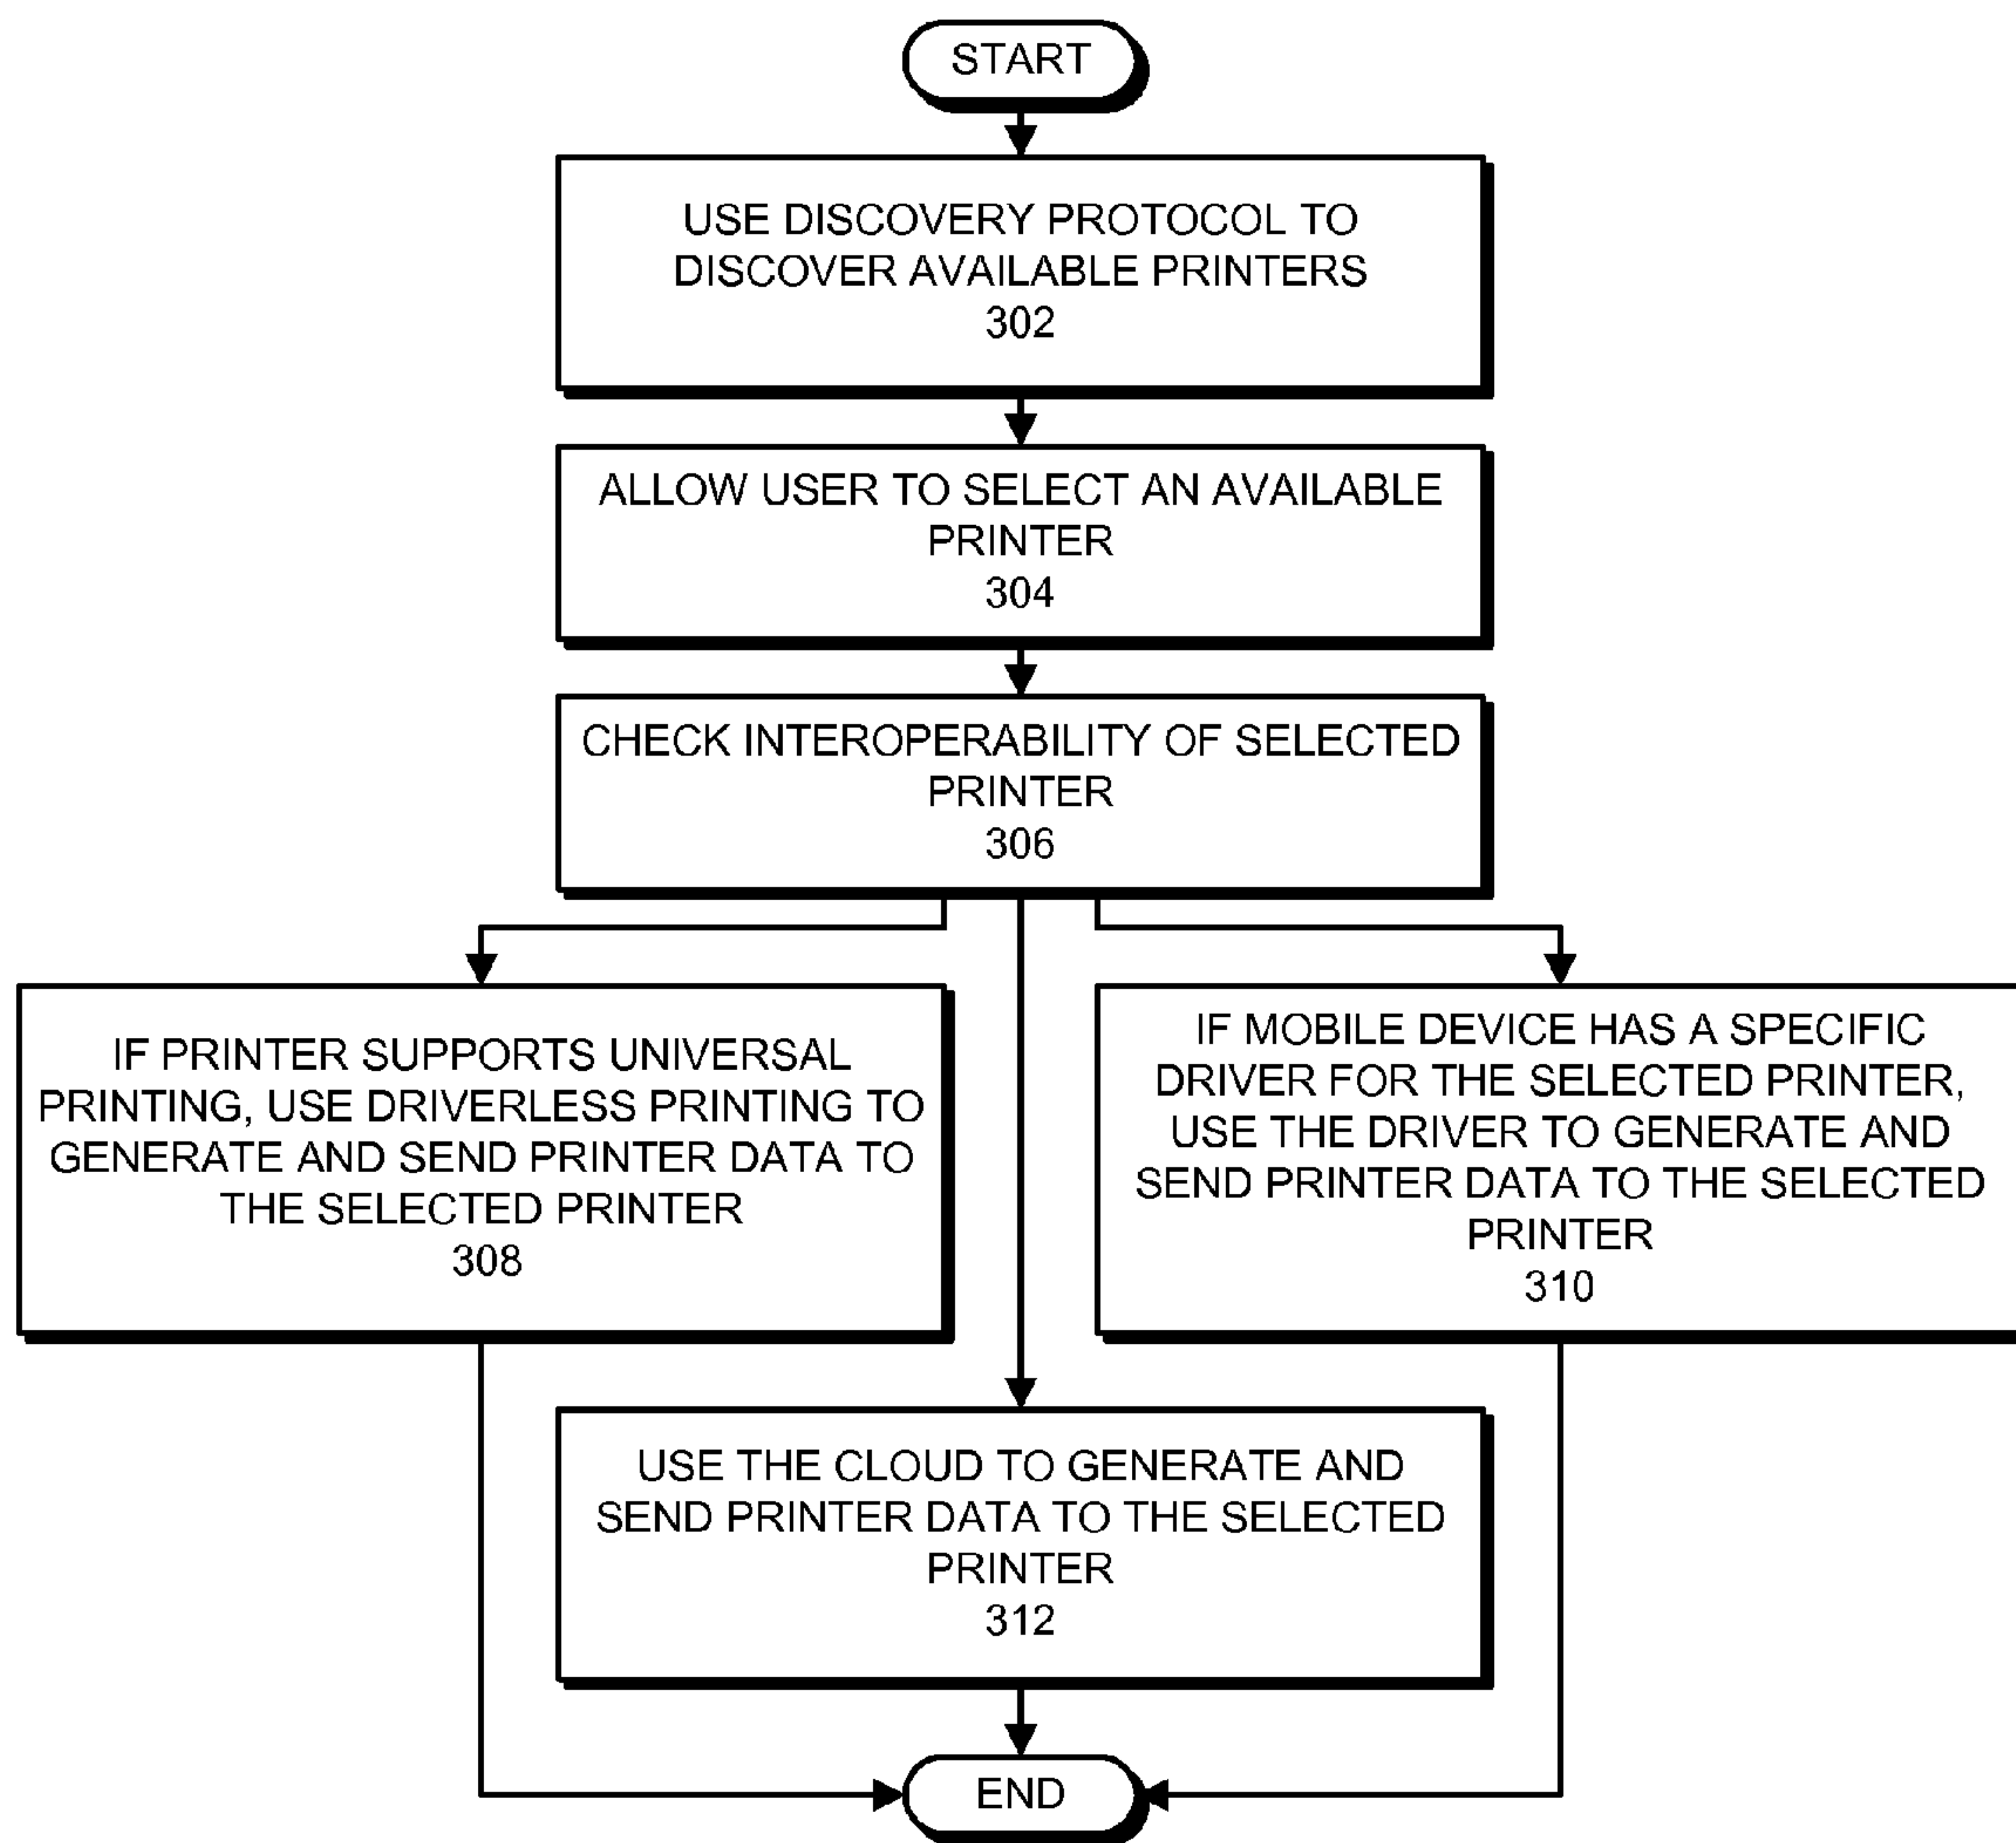 START
USE DISCOVERY PROTOCOL TO
DISCOVER AVAILABLE PRINTERS
302
ALLOW USER TO SELECT AN AVAILABLE
PRINTER
304
CHECK INTEROPERABILITY OF SELECTED
PRINTER
306
IF PRINTER SUPPORTS UNIVERSAL
PRINTING, USE DRIVERLESS PRINTING TO
GENERATE AND SEND PRINTER DATA TO
THE SELECTED PRINTER
308
IF MOBILE DEVICE HAS A SPECIFIC
DRIVER FOR THE SELECTED PRINTER,
USE THE DRIVER TO GENERATE AND
SEND PRINTER DATA TO THE SELECTED
PRINTER
310
USE THE CLOUD TO GENERATE AND
SEND PRINTER DATA TO THE SELECTED
PRINTER
312
END